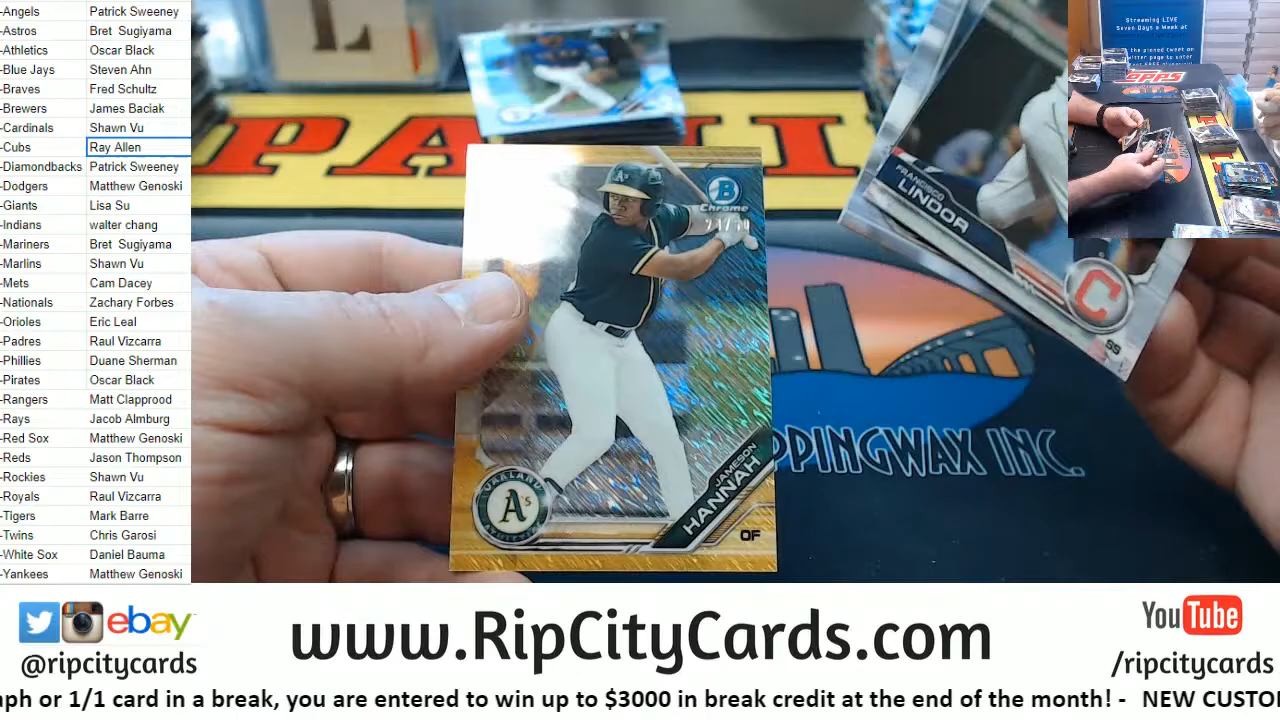 -Angels Patrick Sweeney
-Astros Bret Sugiyama
-Athletics Oscar Black
-Blue Jays Steven Ahn
-Braves Fred Schultz
-Brewers James Baciak
-Cardinals Shawn Vu
-Cubs Ray Allen
-Diamondbacks Patrick Sweeney
-Dodgers Matthew Genoski
-Giants Lisa Su
-Indians walter chang
-Mariners Bret Sugiyama
-Marlins Shawn Vu
-Mets Cam Dacey
-Nationals Zachary Forbes
-Orioles Eric Leal
-Padres Raul Vizcarra
-Phillies Duane Sherman
-Pirates Oscar Black
-Rangers Matt Clapprood
-Rays Jacob Almburg
-Red Sox Matthew Genoski
-Reds Jason Thompson
-Rockies Shawn Vu
-Royals Raul Vizcarra
-Tigers Mark Barre
-Twins Chris Garosi
-White Sox Daniel Bauma
-Yankees Matthew Genoski
PANI
B
Chrome
A's
OAKLAND
A's
JAMESON
HANNAH
OF
FRANCISCO
LINDOR
C
SS
PPINGWAX INC.
Streaming LIVE
Seven Days a Week at
the pinned tweet on
TOPPS
ebay
@ripcitycards
www.RipCityCards.com
YouTube
/ripcitycards
aph or 1/1 card in a break, you are entered to win up to $3000 in break credit at the end of the month! - NEW CUSTO